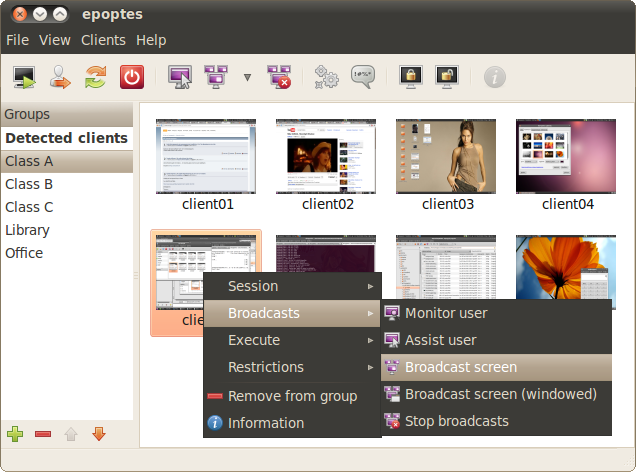 epoptes
File View Clients Help
Groups
Detected clients
Class A
Class B
Class C
Library
Office
client01
client02
client03
client04
Session
Broadcasts
Execute
Restrictions
Remove from group
Information
Monitor user
Assist user
Broadcast screen
Broadcast screen (windowed)
Stop broadcasts